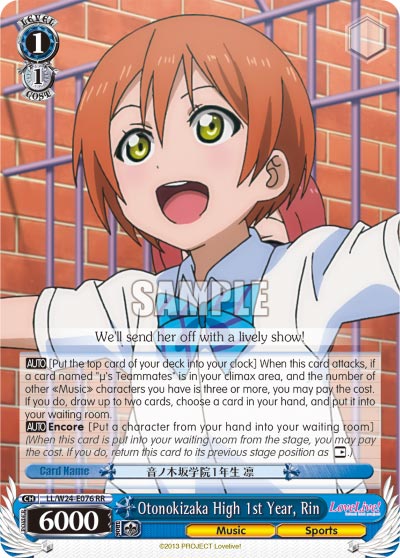 LEVEL
1
1
COST
SAMPLE
We'll send her off with a lively show!
AUTO [Put the top card of your deck into your clock] When this card attacks, if
a card named "μ's Teammates" is in your climax area, and the number of
other «Music» characters you have is three or more, you may pay the cost.
If you do, draw up to two cards, choose a card in your hand, and put it into
your waiting room.
AUTO Encore [Put a character from your hand into your waiting room]
(When this card is put into your waiting room from the stage, you may pay
the cost. If you do, return this card to its previous stage position as .)
Card Name 音ノ木坂学院1年生 凛
CH LL/W24-E076 RR
Otonokizaka High 1st Year, Rin
LoveLive!
POWER 6000
Music Sports
©2013 PROJECT Lovelive!